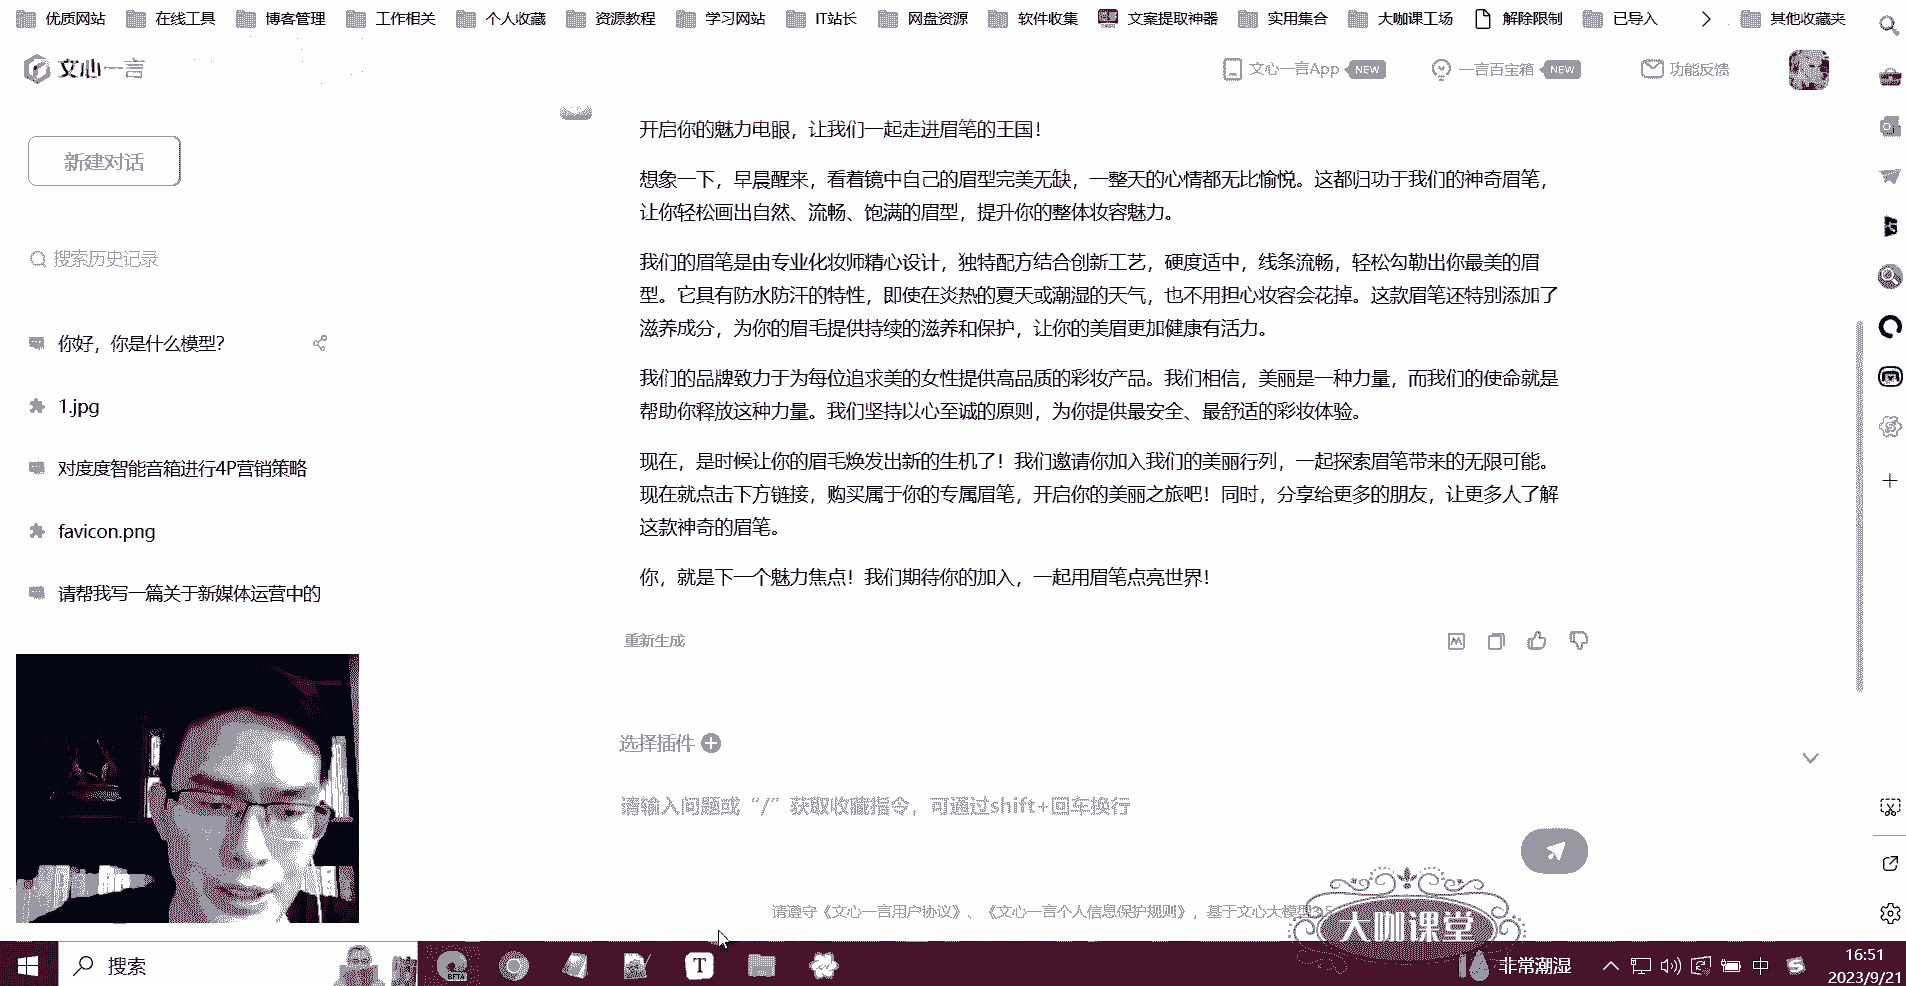 优质网站 在线工具 博客管理 工作相关 个人收藏 资源教程 学习网站 IT站长 网盘资源 软件收集 文案提取神器 实用集合 大咖课工场 解除限制 已导入 其他收藏夹
文心一言
文心一言App NEW 一言百宝箱 NEW 功能反馈
新建对话
搜索历史记录
你好，你是什么模型？
1.jpg
对度度智能音箱进行4P营销策略
favicon.png
请帮我写一篇关于新媒体运营中的
开启你的魅力电眼，让我们一起走进眉笔的王国！
想象一下，早晨醒来，看着镜中自己的眉型完美无缺，一整天的心情都无比愉悦。这都归功于我们的神奇眉笔，
让你轻松画出自然、流畅、饱满的眉型，提升你的整体妆容魅力。
我们的眉笔是由专业化妆师精心设计，独特配方结合创新工艺，硬度适中，线条流畅，轻松勾勒出你最美的眉
型。它具有防水防汗的特性，即使在炎热的夏天或潮湿的天气，也不用担心妆容会花掉。这款眉笔还特别添加了
滋养成分，为你的眉毛提供持续的滋养和保护，让你的美眉更加健康有活力。
我们的品牌致力于为每位追求美的女性提供高品质的彩妆产品。我们相信，美丽是一种力量，而我们的使命就是
帮助你释放这种力量。我们坚持以心至诚的原则，为你提供最安全、最舒适的彩妆体验。
现在，是时候让你的眉毛焕发出新的生机了！我们邀请你加入我们的美丽行列，一起探索眉笔带来的无限可能。
现在就点击下方链接，购买属于你的专属眉笔，开启你的美丽之旅吧！同时，分享给更多的朋友，让更多人了解
这款神奇的眉笔。
你，就是下一个魅力焦点！我们期待你的加入，一起用眉笔点亮世界！
重新生成
选择插件
请输入问题或“/”获取收藏指令，可通过shift+回车换行
请遵守《文心一言用户协议》、《文心一言个人信息保护规则》，基于文心大模型
大咖课堂
搜索
BETA
T
非常潮湿
中
16:51
2023/9/21